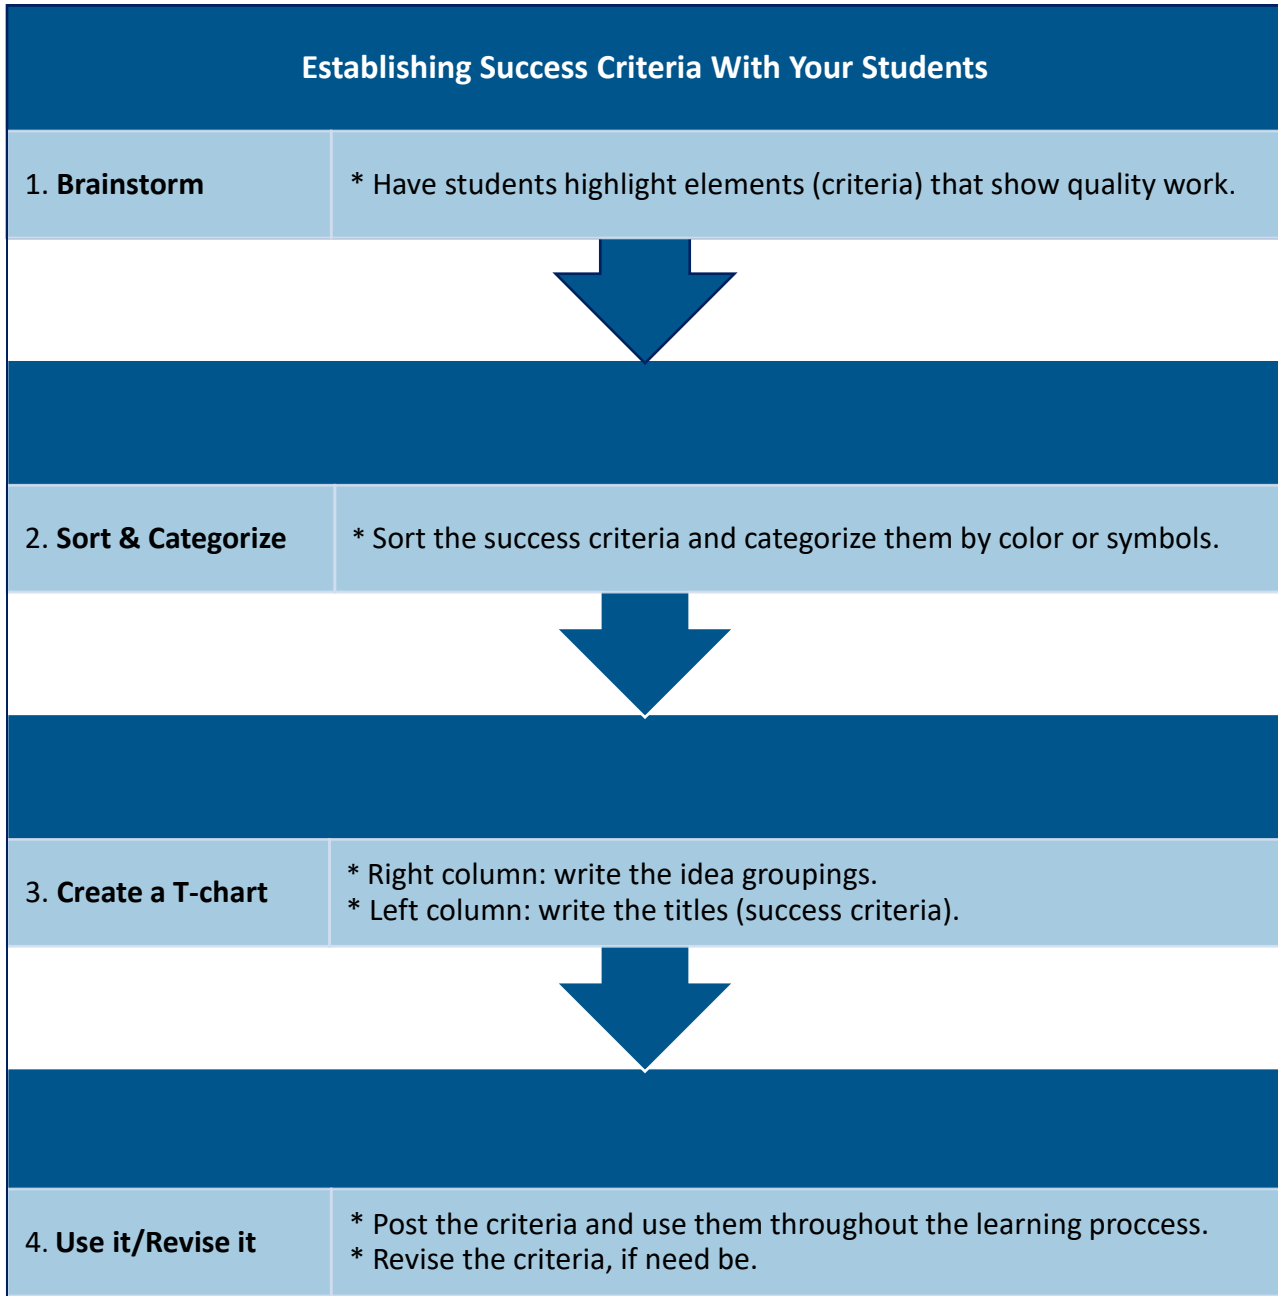 Establishing Success Criteria With Your Students
1. Brainstorm
* Have students highlight elements (criteria) that show quality work.
2. Sort & Categorize
* Sort the success criteria and categorize them by color or symbols.
3. Create a T-chart
* Right column: write the idea groupings.
* Left column: write the titles (success criteria).
4. Use it/Revise it
* Post the criteria and use them throughout the learning proccess.
* Revise the criteria, if need be.